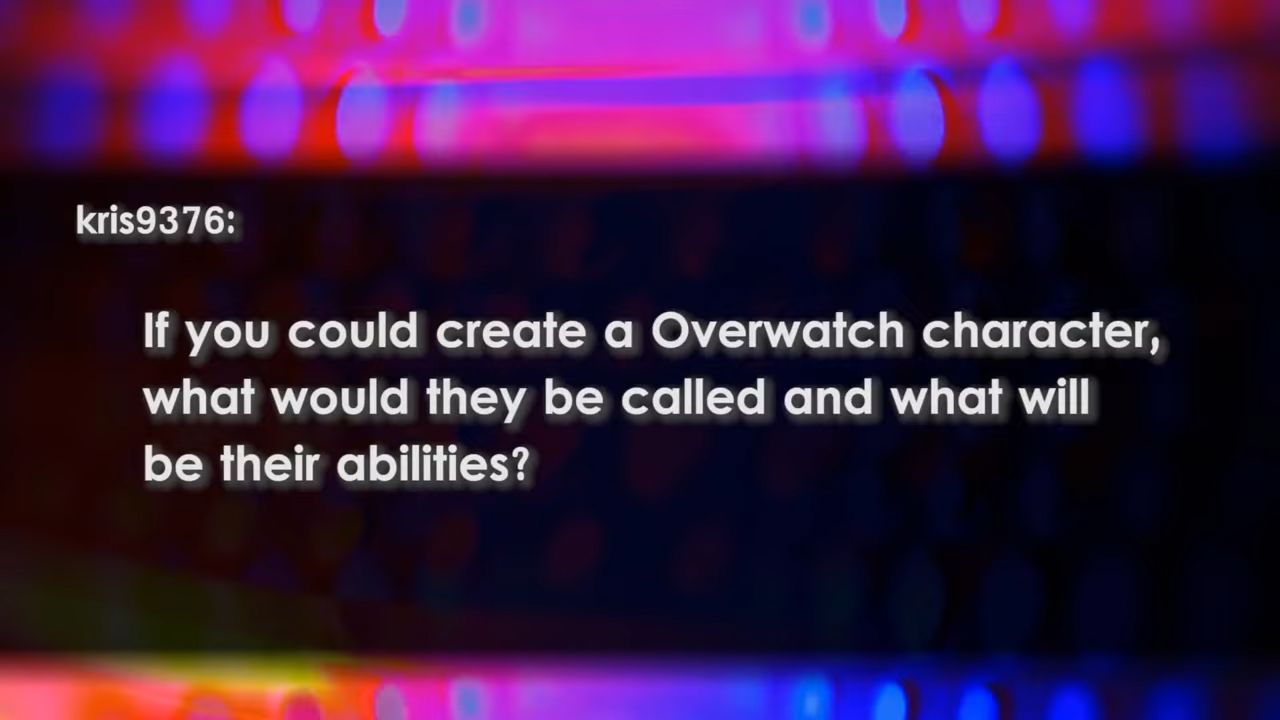 kris9376:
If you could create a Overwatch character,
what would they be called and what will
be their abilities?